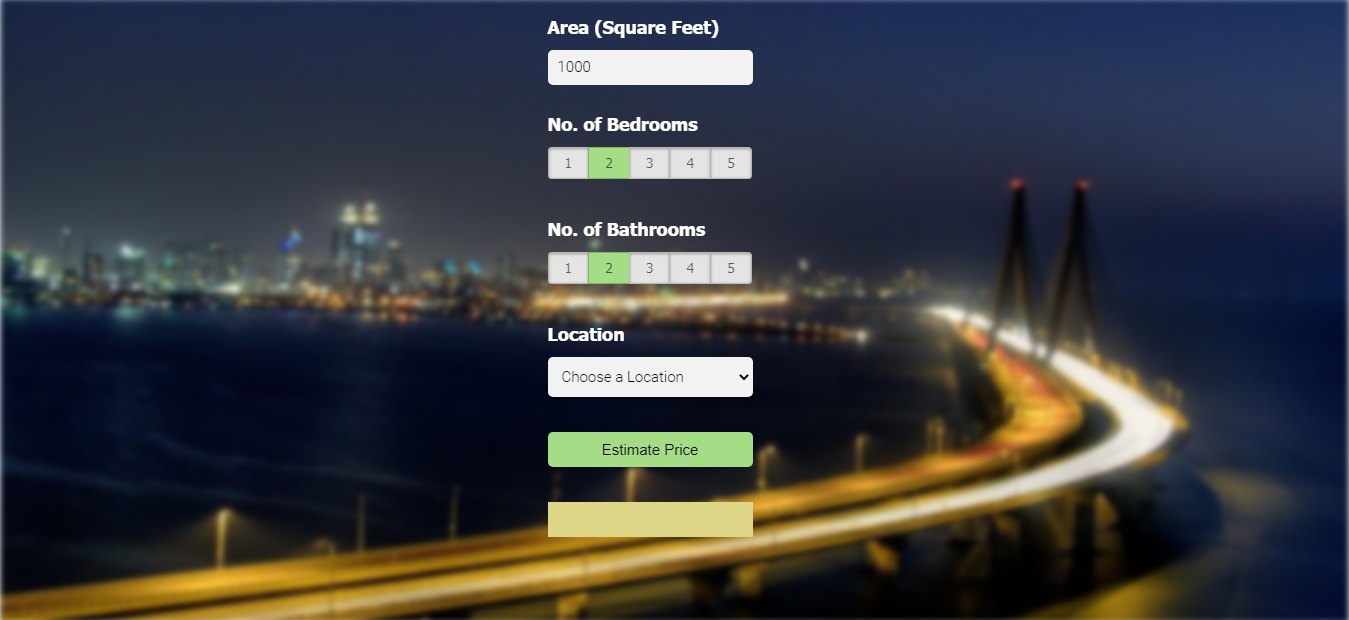 Area (Square Feet)
1000
No. of Bedrooms
1 2 3 4 5
No. of Bathrooms
1 2 3 4 5
Location
Choose a Location
Estimate Price